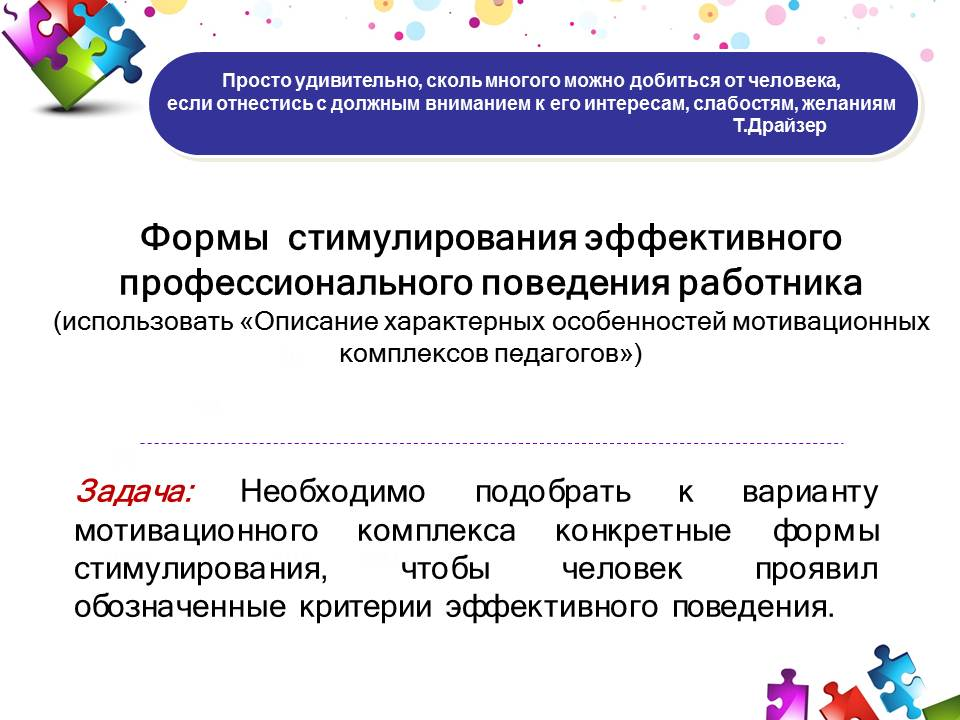 Просто удивительно, сколь многого можно добиться от человека,
если отнестись с должным вниманием к его интересам, слабостям, желаниям
Т.Драйзер
Формы стимулирования эффективного
профессионального поведения работника
(использовать «Описание характерных особенностей мотивационных
комплексов педагогов»)
Задача: Необходимо подобрать к варианту
мотивационного комплекса конкретные формы
стимулирования, чтобы человек проявил
обозначенные критерии эффективного поведения.